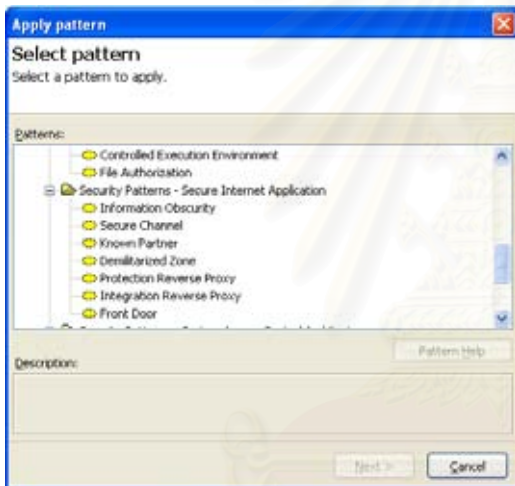 Apply pattern
Select pattern
Select a pattern to apply.
Patterns:
Controlled Execution Environment
File Authorization
Security Patterns - Secure Internet Application
Information Obscurity
Secure Channel
Known Partner
Demilitarized Zone
Protection Reverse Proxy
Integration Reverse Proxy
Front Door
Pattern Help
Description:
Next >
Cancel